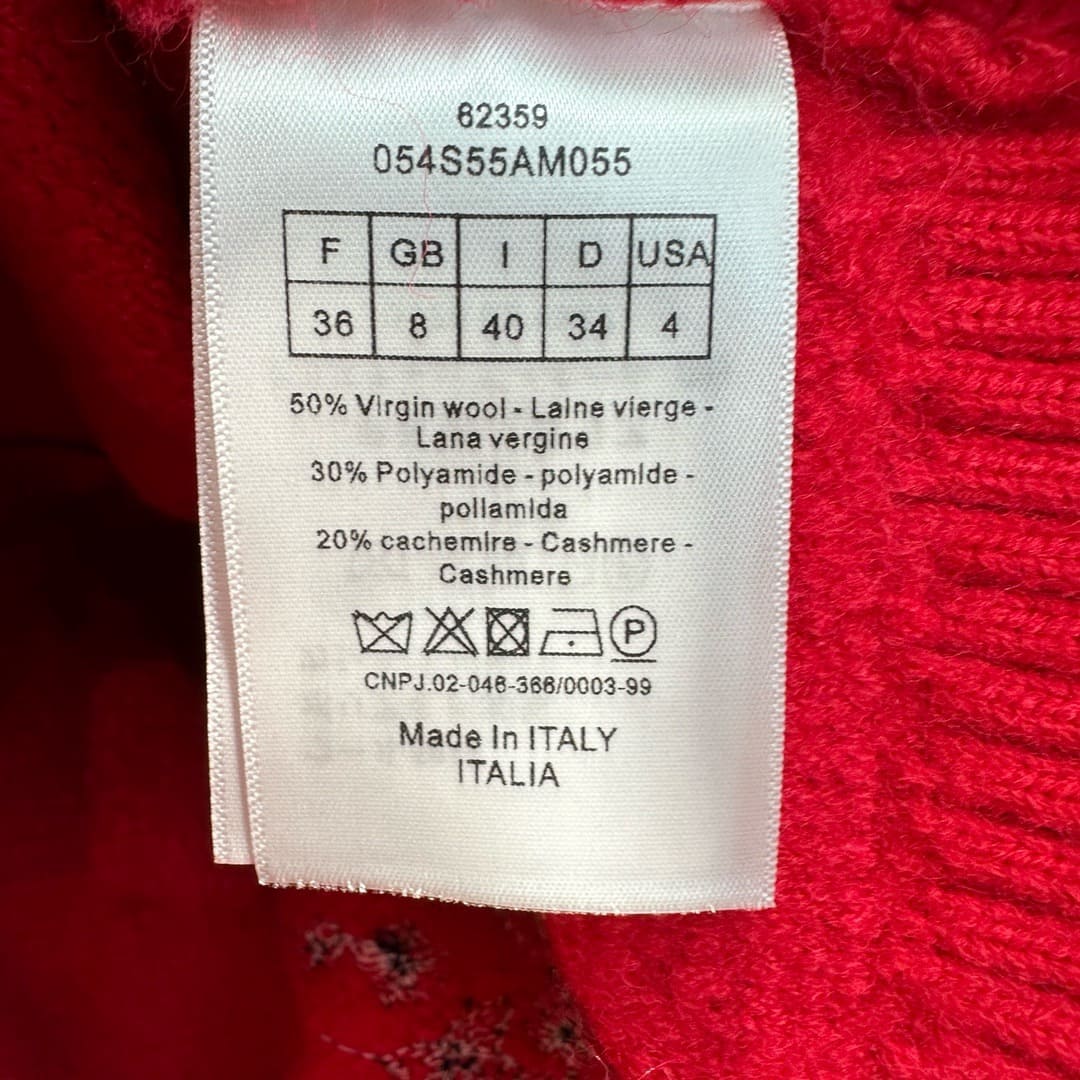 62359
054S55AM055
F GB I D USA
36 8 40 34 4
50% Virgin wool - Laine vierge -
Lana vergine
30% Polyamide - polyamide -
poliamida
20% cachemire - Cashmere -
Cashmere
P
CNPJ.02-046-366/0003-99
Made In ITALY
ITALIA